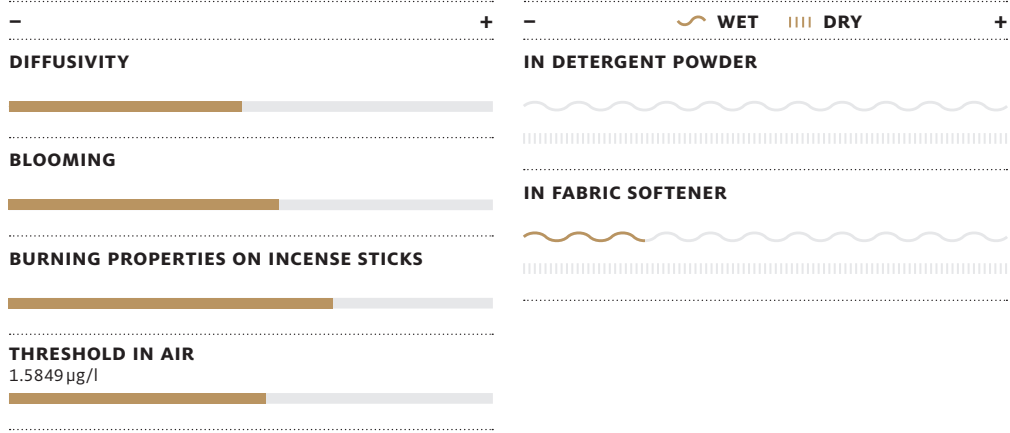 – +
DIFFUSIVITY
BLOOMING
BURNING PROPERTIES ON INCENSE STICKS
THRESHOLD IN AIR
1.5849 µg/l
– WET DRY +
IN DETERGENT POWDER
IN FABRIC SOFTENER